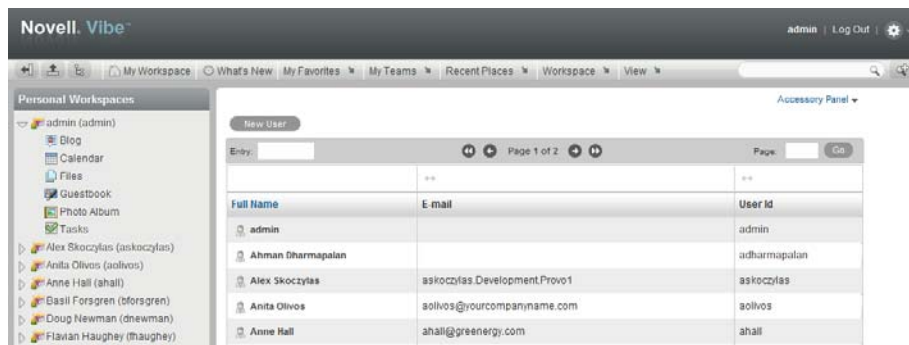 Novell. Vibe™
admin | Log Out |
My Workspace What's New My Favorites My Teams Recent Places Workspace View
Personal Workspaces
admin (admin)
Blog
Calendar
Files
Guestbook
Photo Album
Tasks
Alex Skoczylas (askoczylas)
Anita Olivos (aolivos)
Anne Hall (ahall)
Basil Forsgren (bforsgren)
Doug Newman (dnewman)
Flavian Haughey (fhaughey)
Accessory Panel
New User
Entry: Page 1 of 2 Page: Go
Full Name E-mail User Id
admin admin
Ahman Dharmapalan adharmapalan
Alex Skoczylas askoczylas.Development.Provo1 askoczylas
Anita Olivos aolivos@yourcompanyname.com aolivos
Anne Hall ahall@greenergy.com ahall